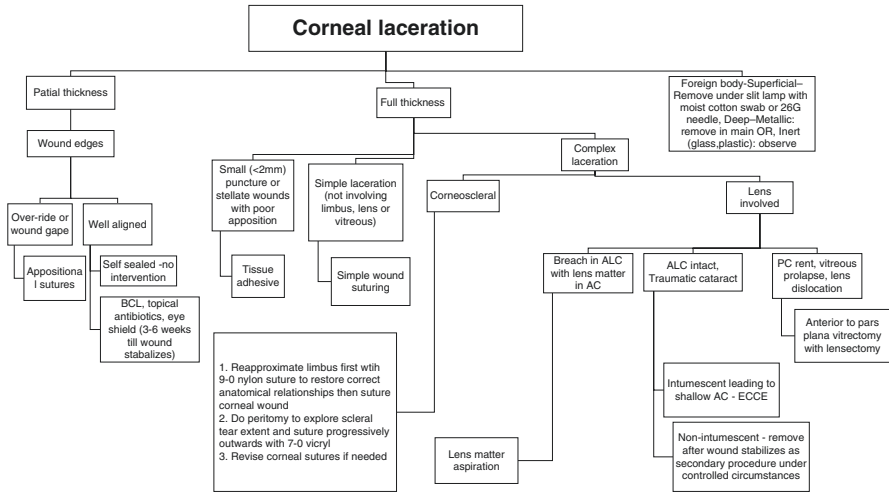 Corneal laceration
Patial thickness
Wound edges
Over-ride or
wound gape
Appositiona
l sutures
Well aligned
Self sealed -no
intervention
BCL, topical
antibiotics, eye
shield (3-6 weeks
till wound
stabalizes)
Full thickness
Small (<2mm)
puncture or
stellate wounds
with poor
apposition
Tissue
adhesive
Simple laceration
(not involving
limbus, lens or
vitreous)
Simple wound
suturing
Complex
laceration
Corneoscleral
1. Reapproximate limbus first wtih
9-0 nylon suture to restore correct
anatomical relationships then suture
corneal wound
2. Do peritomy to explore scleral
tear extent and suture progressively
outwards with 7-0 vicryl
3. Revise corneal sutures if needed
Lens
involved
Breach in ALC
with lens matter
in AC
Lens matter
aspiration
ALC intact,
Traumatic cataract
Intumescent leading to
shallow AC - ECCE
Non-intumescent - remove
after wound stabilizes as
secondary procedure under
controlled circumstances
PC rent, vitreous
prolapse, lens
dislocation
Anterior to pars
plana vitrectomy
with lensectomy
Foreign body-Superficial–
Remove under slit lamp with
moist cotton swab or 26G
needle, Deep–Metallic:
remove in main OR, Inert
(glass,plastic): observe